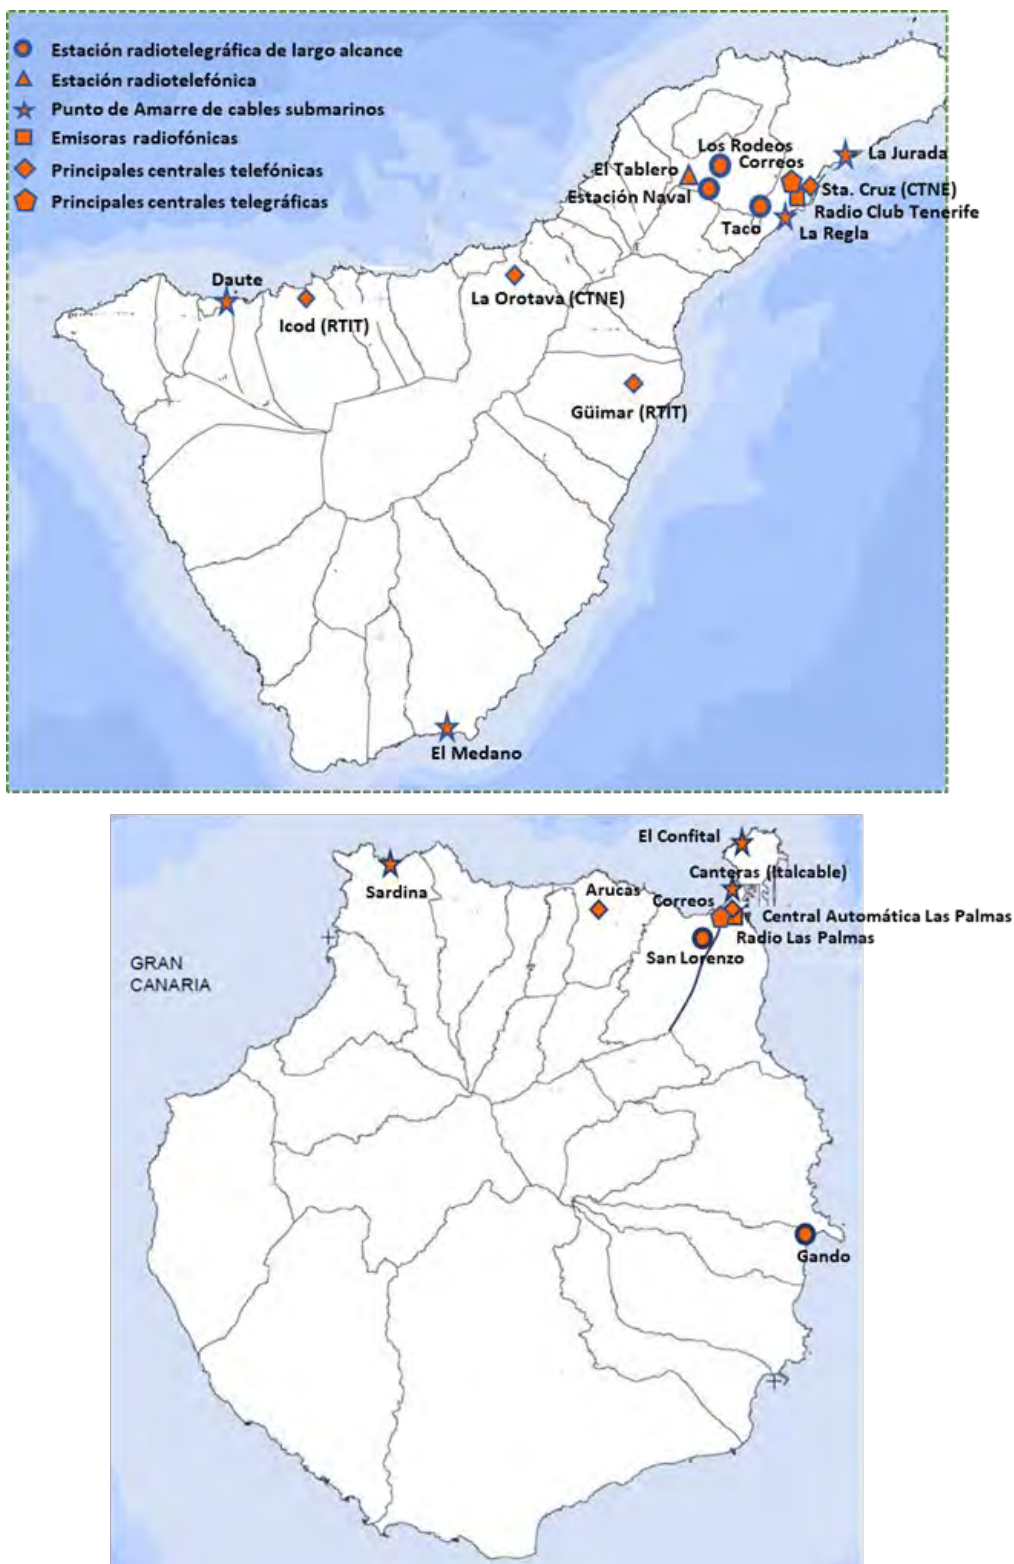 Estación radiotelegráfica de largo alcance
Estación radiotelefónica
Punto de Amarre de cables submarinos
Emisoras radiofónicas
Principales centrales telefónicas
Principales centrales telegráficas
Los Rodeos
Correos
La Jurada
El Tablero
Estación Naval
Sta. Cruz (CTNE)
Radio Club Tenerife
Taco
La Regla
Daute
La Orotava (CTNE)
Icod (RTIT)
Güimar (RTIT)
El Medano
El Confital
Canteras (Italcable)
Sardina
Arucas
Correos
Central Automática Las Palmas
Radio Las Palmas
San Lorenzo
GRAN
CANARIA
Gando